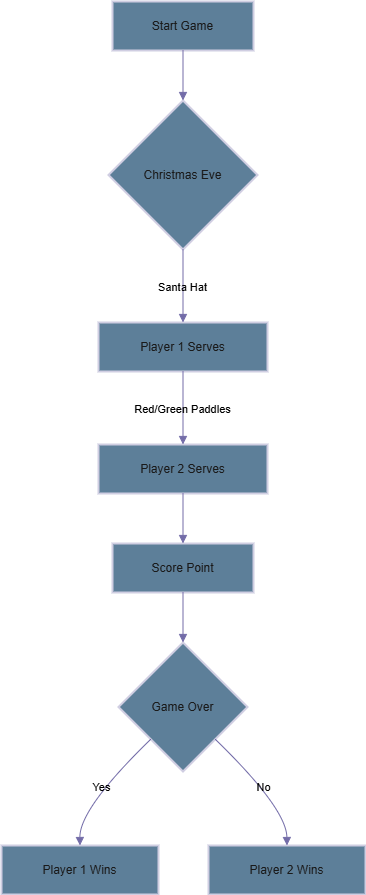 Start Game
Christmas Eve
Santa Hat
Player 1 Serves
Red/Green Paddles
Player 2 Serves
Score Point
Game Over
Yes
No
Player 1 Wins
Player 2 Wins